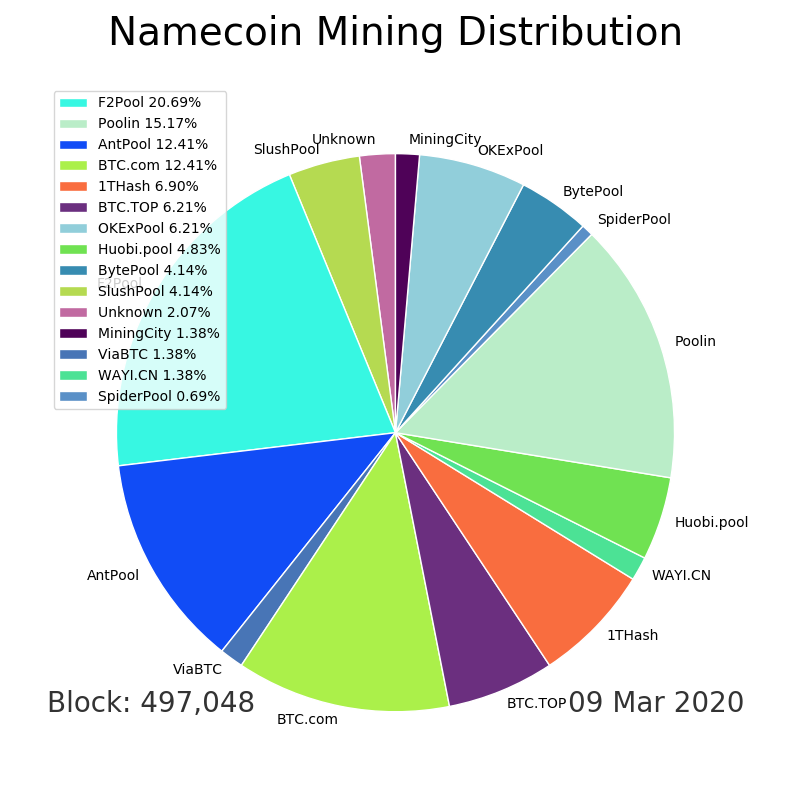 Namecoin Mining Distribution
F2Pool 20.69%
Poolin 15.17%
AntPool 12.41%
BTC.com 12.41%
1THash 6.90%
BTC.TOP 6.21%
OKExPool 6.21%
Huobi.pool 4.83%
BytePool 4.14%
SlushPool 4.14%
Unknown 2.07%
MiningCity 1.38%
ViaBTC 1.38%
WAYI.CN 1.38%
SpiderPool 0.69%
Unknown
MiningCity
SlushPool
OKExPool
BytePool
SpiderPool
F2Pool
Poolin
Huobi.pool
AntPool
WAYI.CN
1THash
ViaBTC
BTC.TOP
BTC.com
Block: 497,048
09 Mar 2020